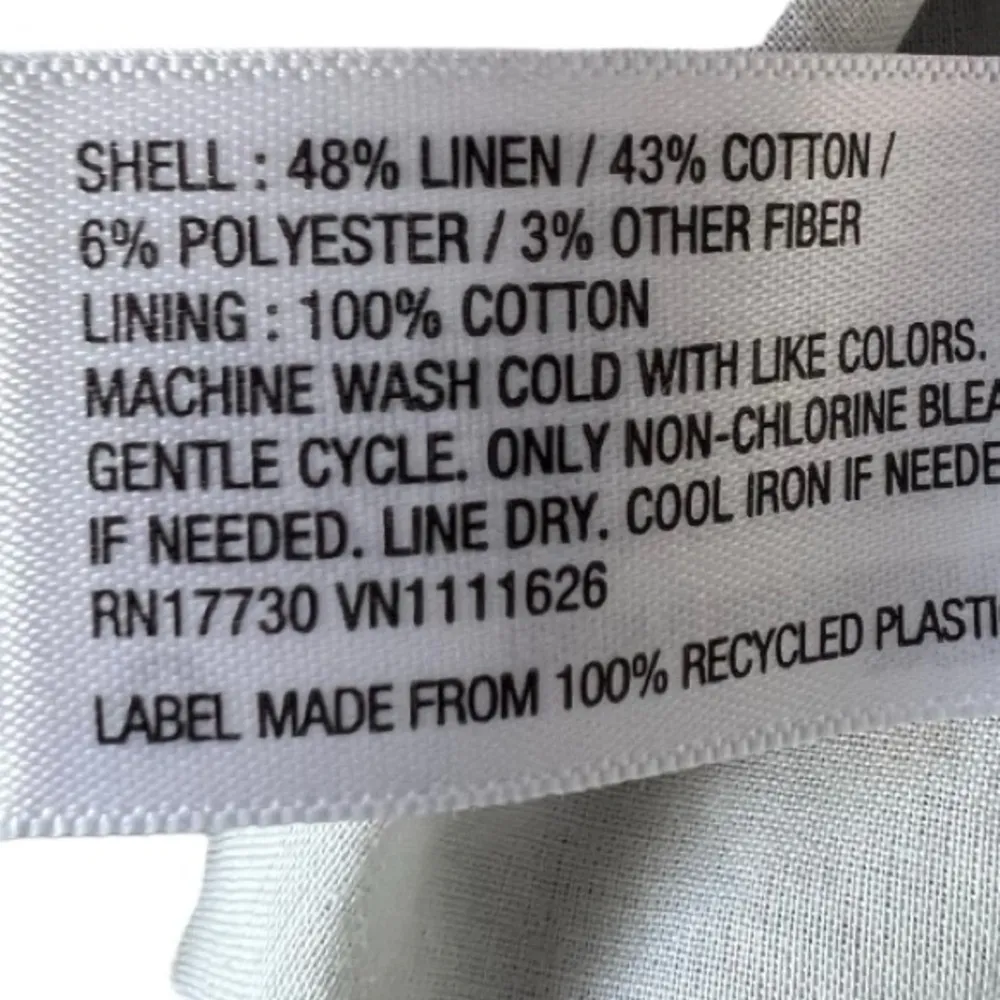 SHELL : 48% LINEN / 43% COTTON /
6% POLYESTER / 3% OTHER FIBER
LINING : 100% COTTON
MACHINE WASH COLD WITH LIKE COLORS.
GENTLE CYCLE. ONLY NON-CHLORINE BLEA
IF NEEDED. LINE DRY. COOL IRON IF NEEDE
RN17730 VN1111626
LABEL MADE FROM 100% RECYCLED PLASTI